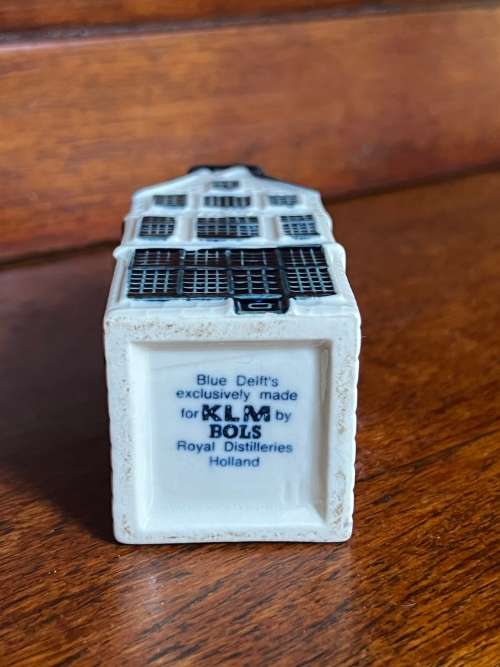 Blue Delft's
exclusively made
for KLM by
BOLS
Royal Distilleries
Holland